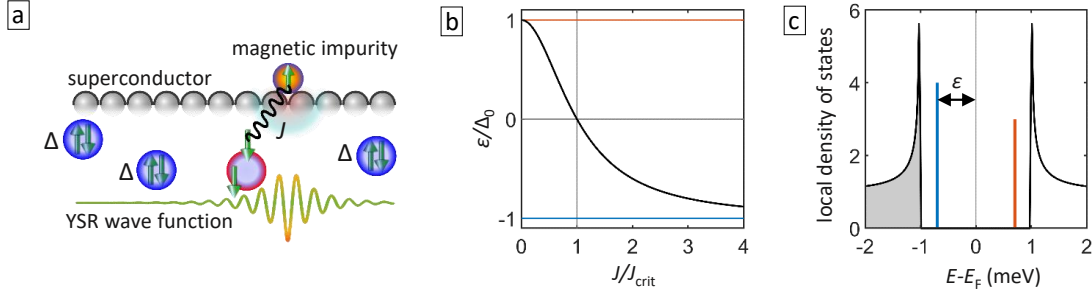 a
magnetic impurity
superconductor
J
Δ
Δ
Δ
YSR wave function
b
ε/Δ0
1
0
-1
0 1 2 3 4
J/Jcrit
c
local density of states
6
4
2
0
ε
-2 -1 0 1 2
E-EF (meV)